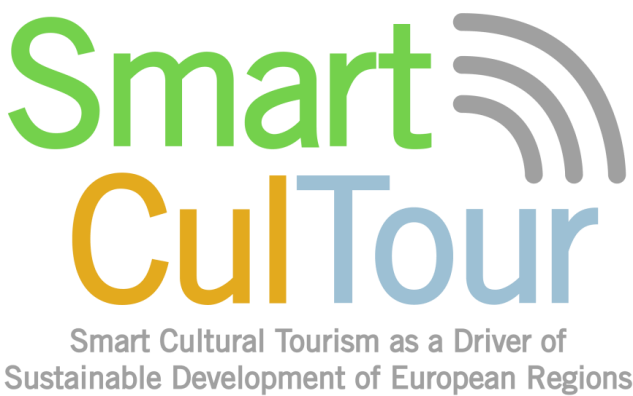 Smart
CulTour
Smart Cultural Tourism as a Driver of
Sustainable Development of European Regions